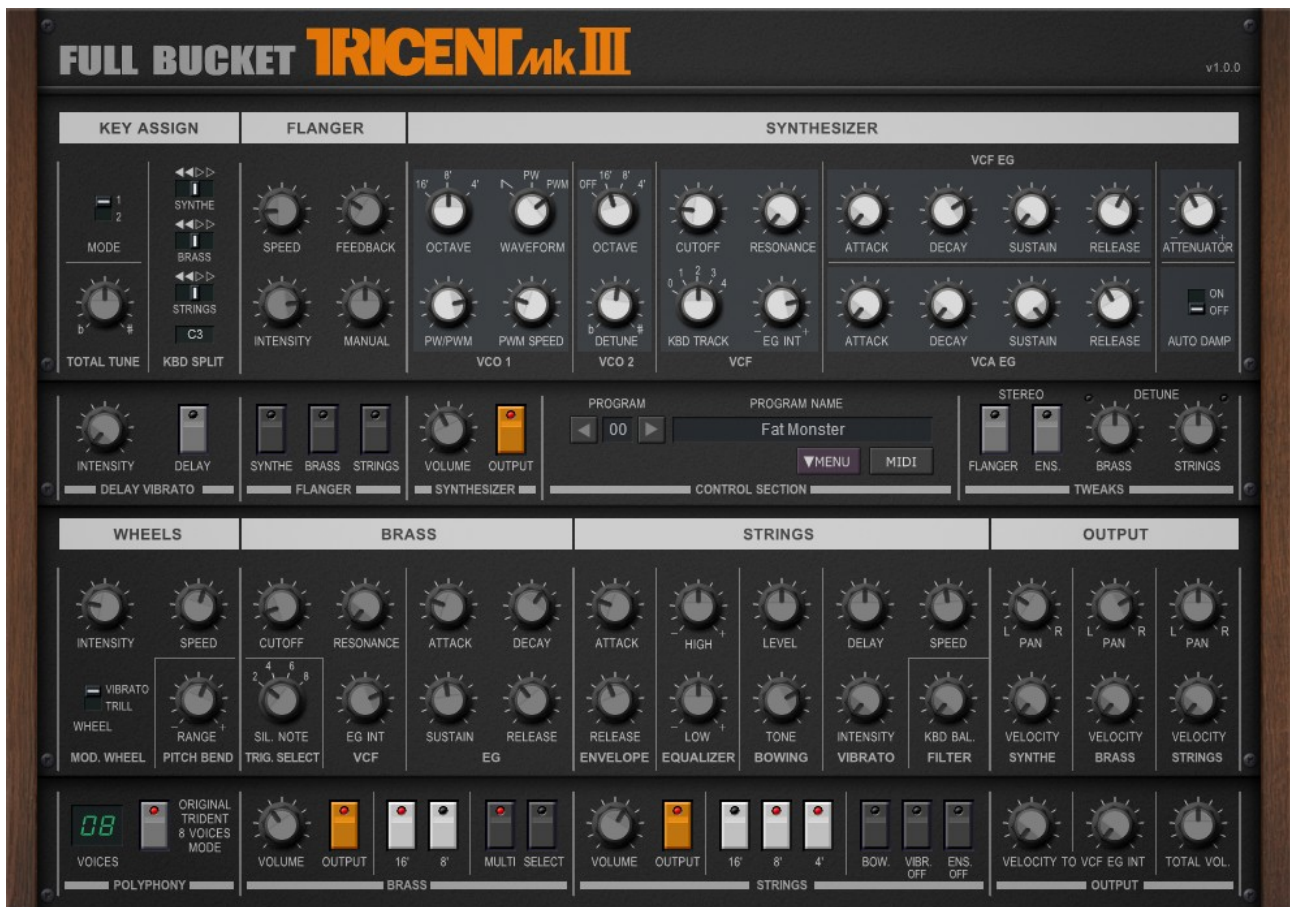 FULL BUCKET TRICENT mk III
v1.0.0
KEY ASSIGN FLANGER SYNTHESIZER
VCF EG
1
2
MODE
SYNTHE
BRASS
STRINGS
C3
b #
TOTAL TUNE KBD SPLIT
SPEED FEEDBACK
INTENSITY MANUAL
16' 8' 4' PW PWM OFF 16' 8' 4'
OCTAVE WAVEFORM OCTAVE CUTOFF RESONANCE ATTACK DECAY SUSTAIN RELEASE ATTENUATOR
- +
0 1 2 3 4
b # - +
ON
OFF
PW/PWM PWM SPEED DETUNE KBD TRACK EG INT ATTACK DECAY SUSTAIN RELEASE AUTO DAMP
VCO 1 VCO 2 VCF VCA EG
INTENSITY DELAY
DELAY VIBRATO
SYNTHE BRASS STRINGS
FLANGER
VOLUME OUTPUT
SYNTHESIZER
PROGRAM PROGRAM NAME
00 Fat Monster
▼MENU MIDI
CONTROL SECTION
STEREO DETUNE
FLANGER ENS. BRASS STRINGS
TWEAKS
WHEELS BRASS STRINGS OUTPUT
INTENSITY SPEED CUTOFF RESONANCE ATTACK DECAY ATTACK - HIGH + LEVEL DELAY SPEED L PAN R L PAN R L PAN R
VIBRATO
TRILL
WHEEL
- RANGE +
2 4 6 8
SIL. NOTE EG INT SUSTAIN RELEASE RELEASE - LOW + TONE INTENSITY KBD BAL. VELOCITY VELOCITY VELOCITY
MOD. WHEEL PITCH BEND TRIG. SELECT VCF EG ENVELOPE EQUALIZER BOWING VIBRATO FILTER SYNTHE BRASS STRINGS
08
VOICES
ORIGINAL
TRIDENT
8 VOICES
MODE
POLYPHONY
VOLUME OUTPUT 16' 8' MULTI SELECT
BRASS
VOLUME OUTPUT 16' 8' 4' BOW. VIBR. OFF ENS. OFF
STRINGS
VELOCITY TO VCF EG INT TOTAL VOL.
OUTPUT